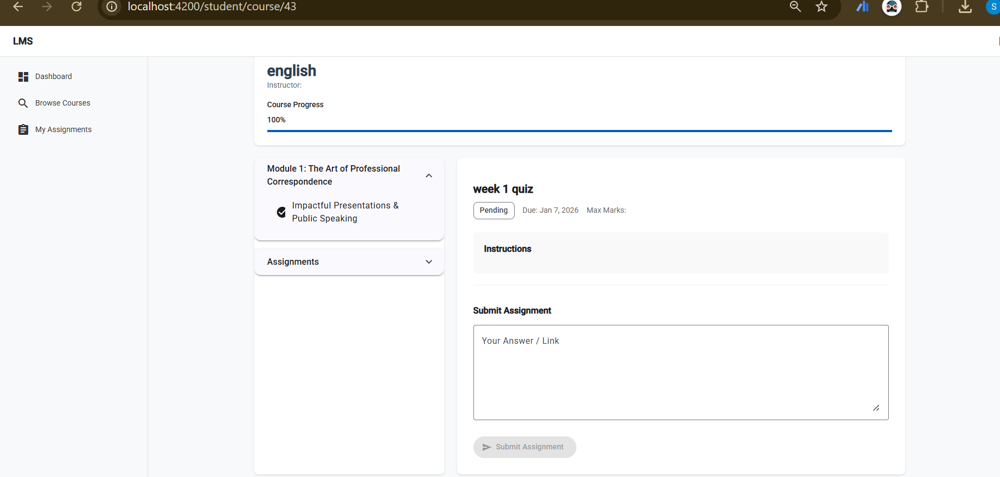 localhost:4200/student/course/43
S
LMS
Dashboard
Browse Courses
My Assignments
english
Instructor:
Course Progress
100%
Module 1: The Art of Professional
Correspondence
Impactful Presentations &
Public Speaking
Assignments
week 1 quiz
Pending Due: Jan 7, 2026 Max Marks:
Instructions
Submit Assignment
Your Answer / Link
Submit Assignment